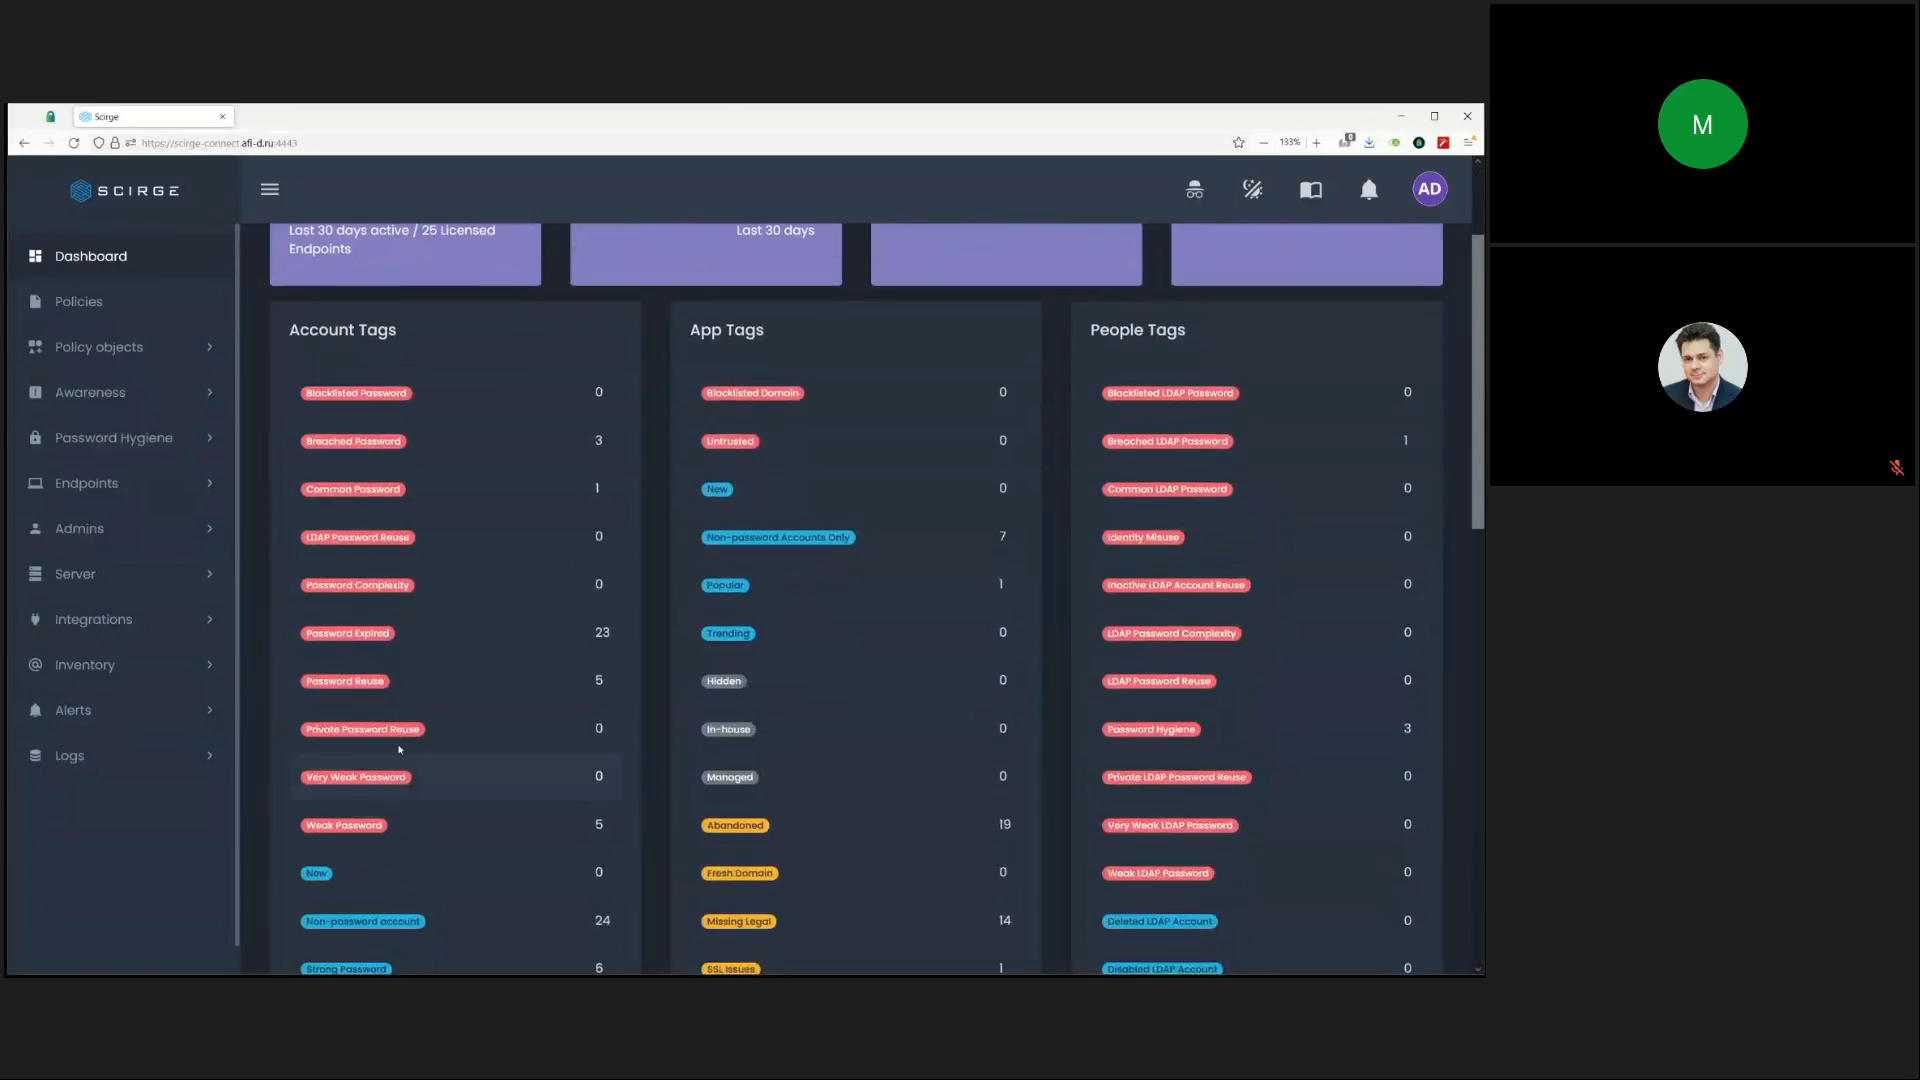 Scirge
https://scirge-connect.afi-d.ru:4443
133%
0
SCIRGE
AD
M
Dashboard
Policies
Policy objects
Awareness
Password Hygiene
Endpoints
Admins
Server
Integrations
Inventory
Alerts
Logs
Last 30 days active / 25 Licensed
Endpoints
Last 30 days
Account Tags
Blacklisted Password 0
Breached Password 3
Common Password 1
LDAP Password Reuse 0
Password Complexity 0
Password Expired 23
Password Reuse 5
Private Password Reuse 0
Very Weak Password 0
Weak Password 5
New 0
Non-password account 24
Strong Password 6
App Tags
Blacklisted Domain 0
Untrusted 0
New 0
Non-password Accounts Only 7
Popular 1
Trending 0
Hidden 0
In-house 0
Managed 0
Abandoned 19
Fresh Domain 0
Missing Legal 14
SSL Issues 1
People Tags
Blacklisted LDAP Password 0
Breached LDAP Password 1
Common LDAP Password 0
Identity Misuse 0
Inactive LDAP Account Reuse 0
LDAP Password Complexity 0
LDAP Password Reuse 0
Password Hygiene 3
Private LDAP Password Reuse 0
Very Weak LDAP Password 0
Weak LDAP Password 0
Deleted LDAP Account 0
Disabled LDAP Account 0